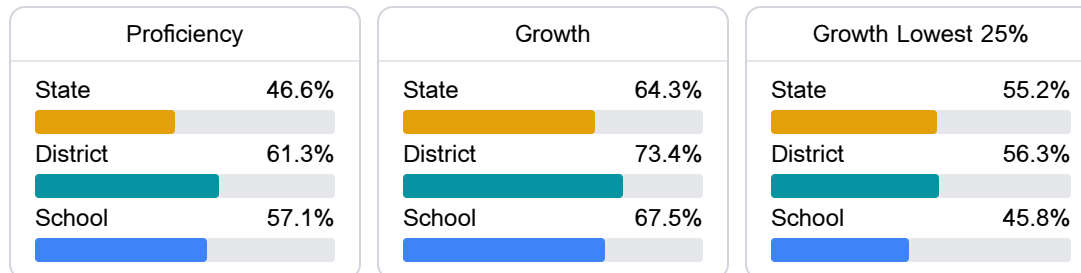 Proficiency
State 46.6%
District 61.3%
School 57.1%
Growth
State 64.3%
District 73.4%
School 67.5%
Growth Lowest 25%
State 55.2%
District 56.3%
School 45.8%